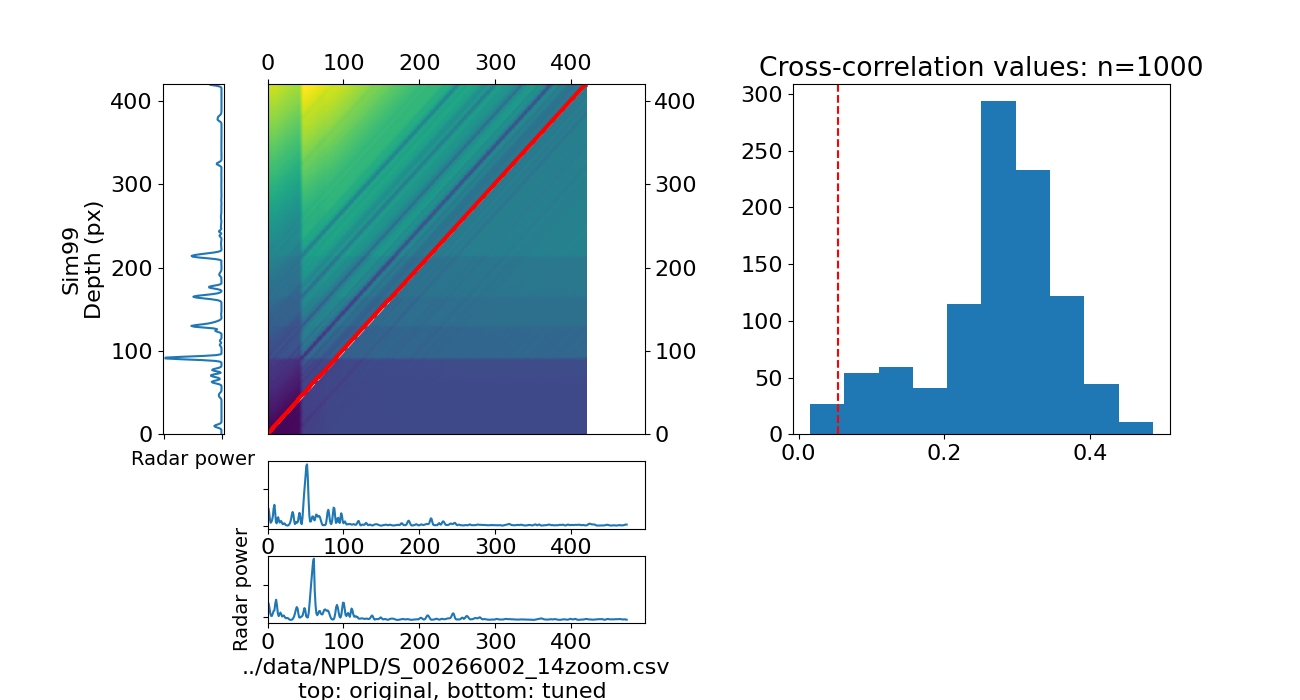 Cross-correlation values: n=1000
0 100 200 300 400
400
300
200
100
0
Sim99
Depth (px)
Radar power
400
300
200
100
0
300
250
200
150
100
50
0
0.0 0.2 0.4
0 100 200 300 400
Radar power
0 100 200 300 400
../data/NPLD/S_00266002_14zoom.csv
top: original, bottom: tuned